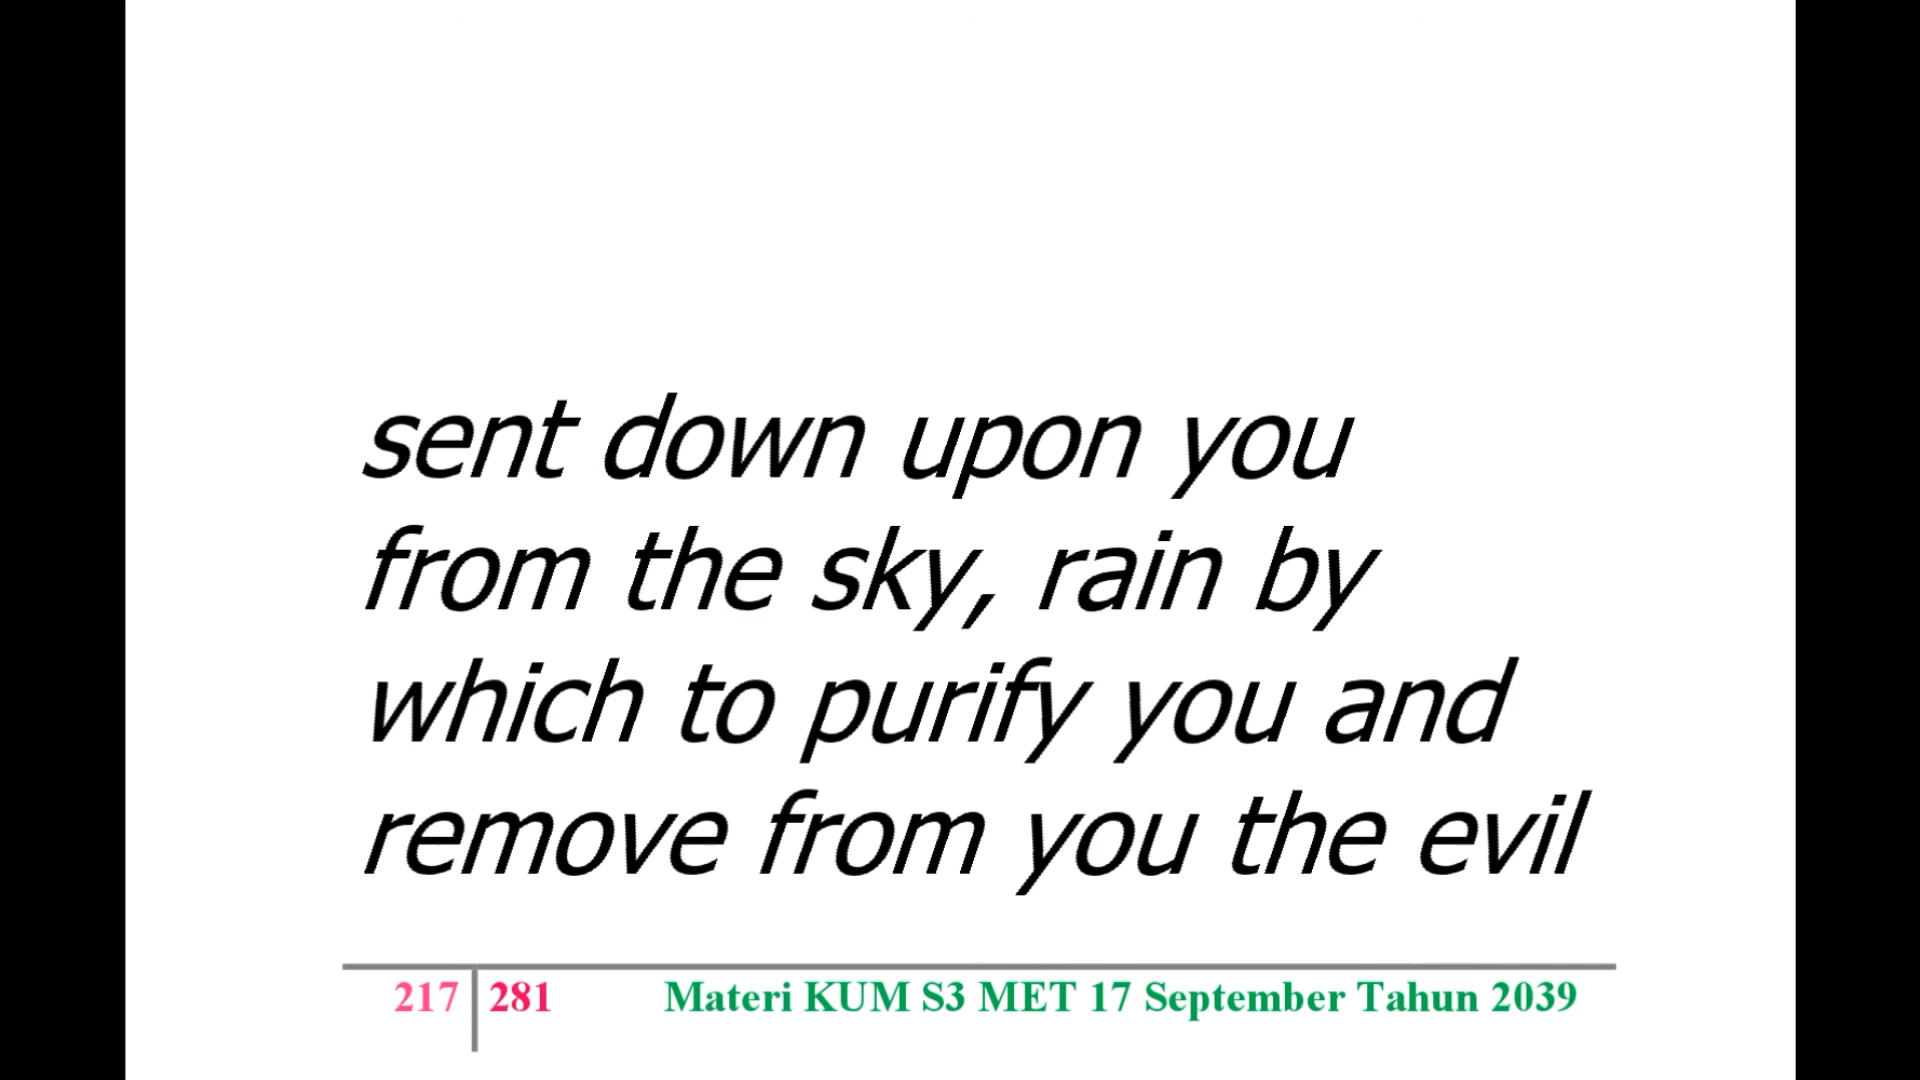 sent down upon you
from the sky, rain by
which to purify you and
remove from you the evil
217 281 Materi KUM S3 MET 17 September Tahun 2039